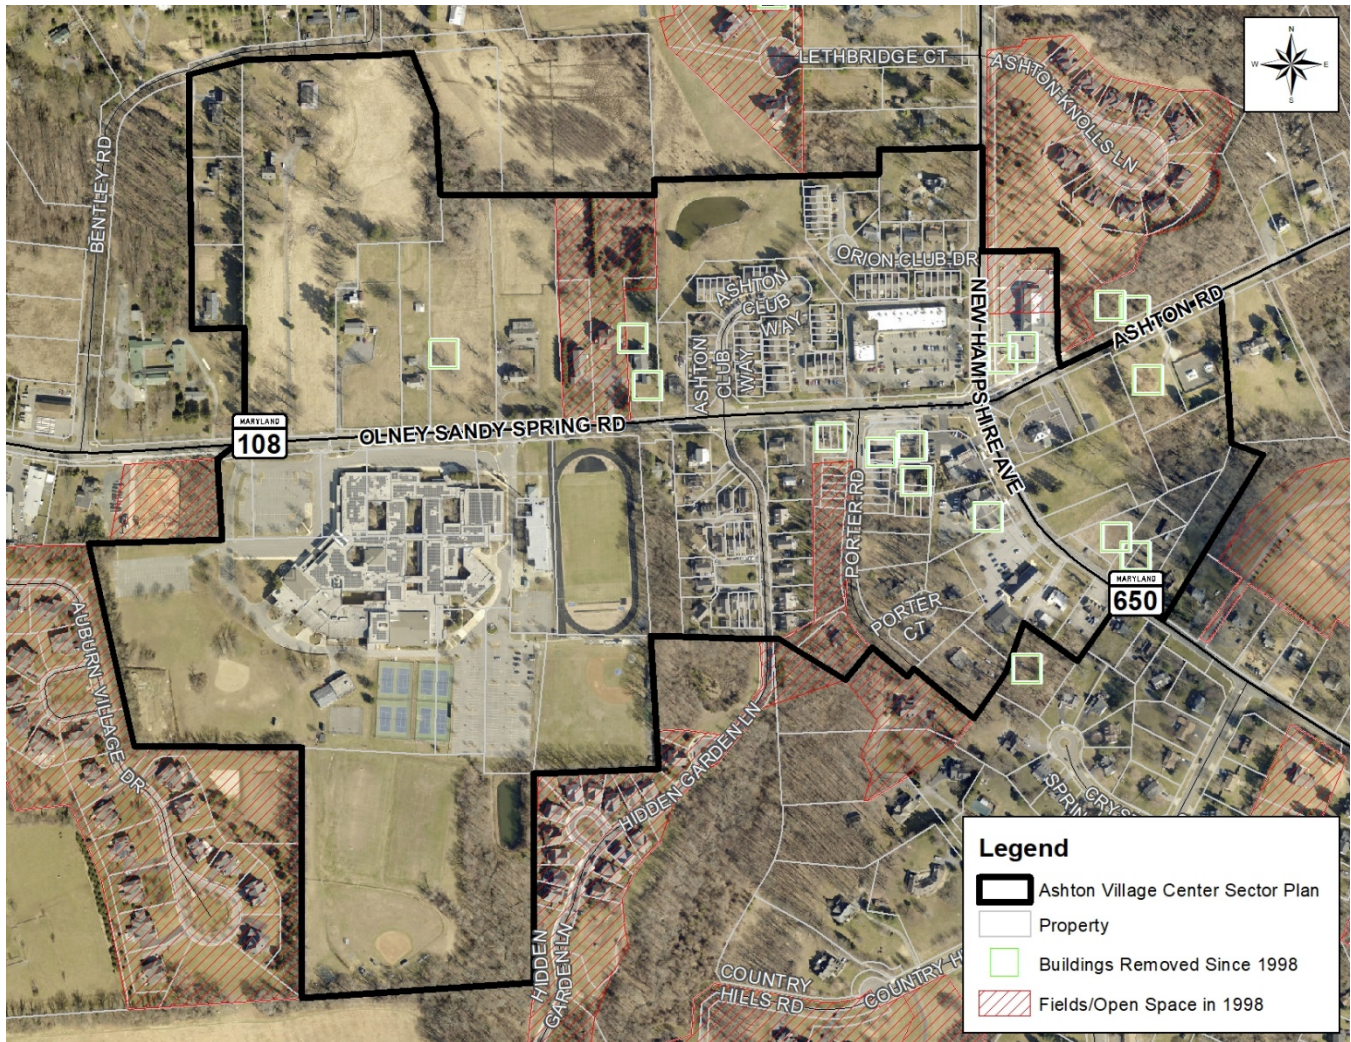 N
W
E
S
LETHBRIDGE CT
ASHTON KNOLLS LN
BENTLEY RD
ORION CLUB DR
ASHTON
CLUB
WAY
ASHTON
CLUB
WAY
NEW HAMPSHIRE AVE
ASHTON RD
MARYLAND
108
OLNEY SANDY SPRING RD
PORTER RD
MARYLAND
650
PORTER
CT
AUBURN VILLAGE DR
HIDDEN GARDEN LN
HIDDEN
GARDEN LN
SPRIN
CRYS
COUNTRY
HILLS RD
COUNTRY H
Legend
Ashton Village Center Sector Plan
Property
Buildings Removed Since 1998
Fields/Open Space in 1998